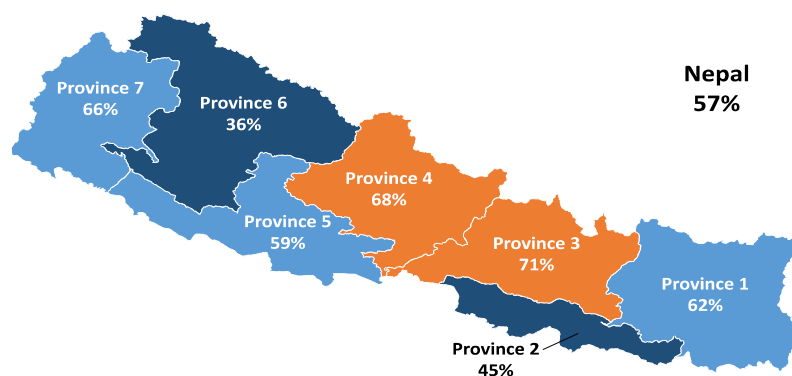 Nepal
57%
Province 7
66%
Province 6
36%
Province 4
68%
Province 5
59%
Province 3
71%
Province 1
62%
Province 2
45%